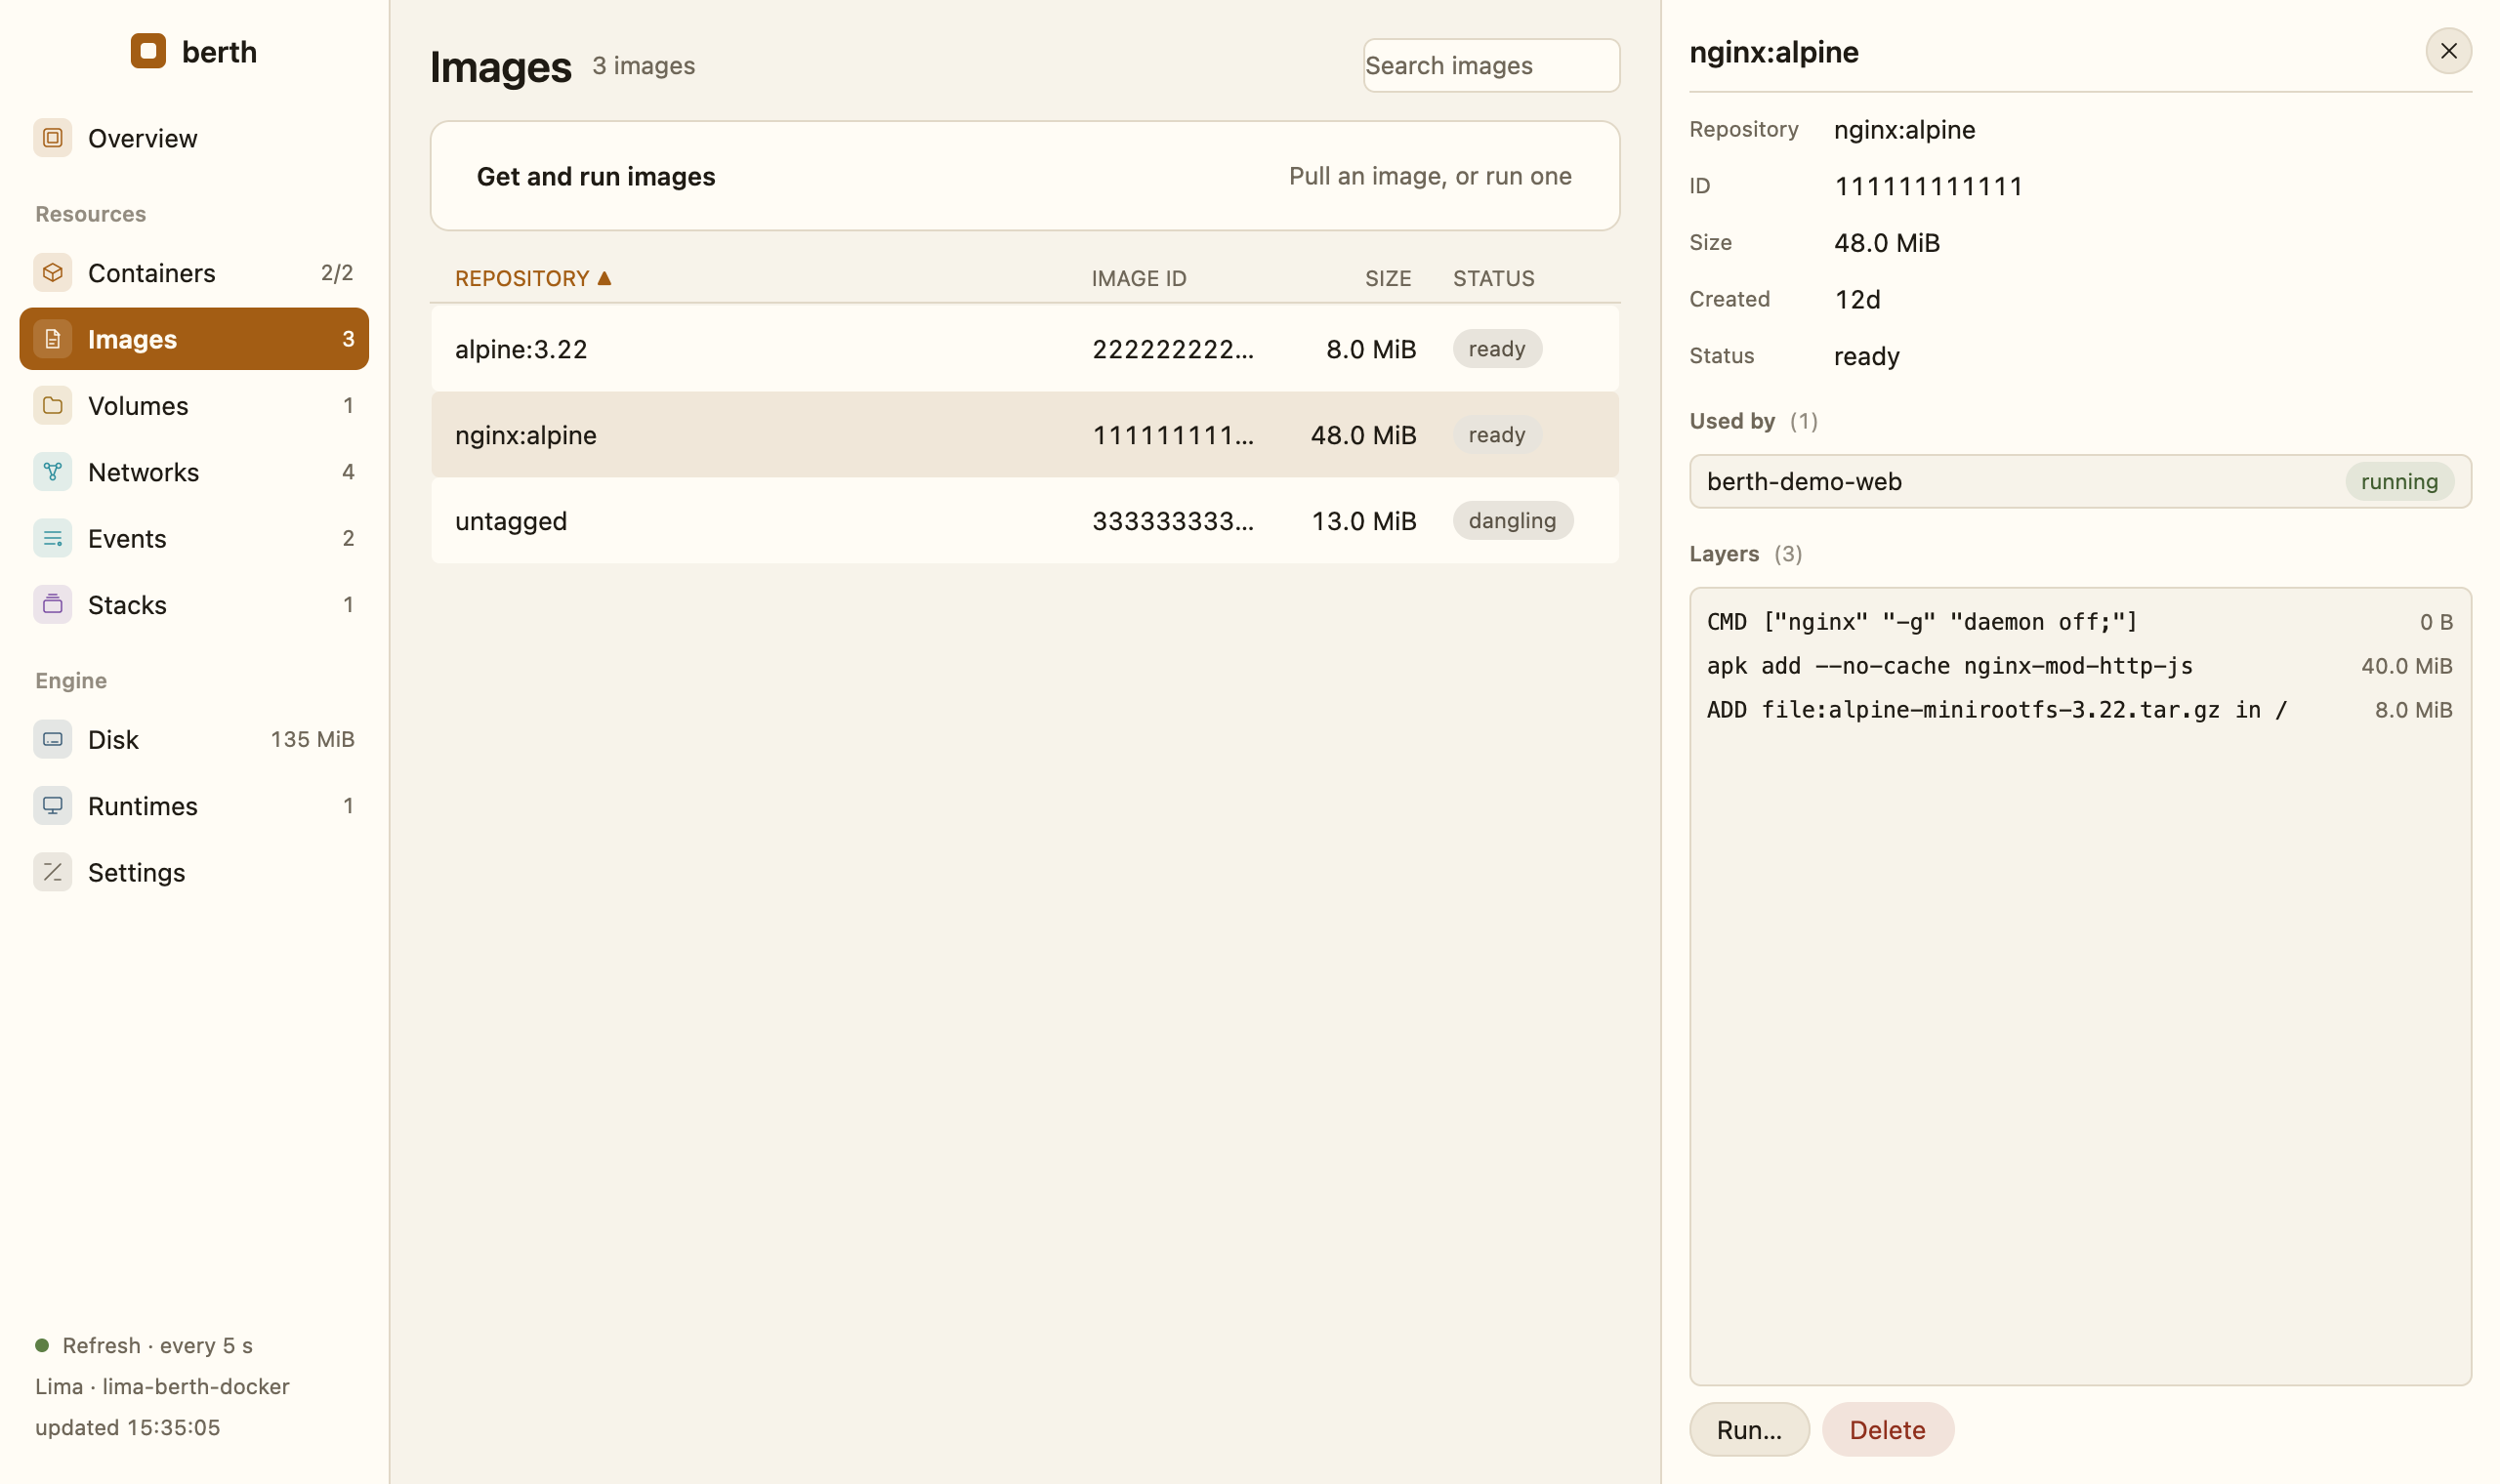 berth
Overview
Resources
Containers 2/2
Images 3
Volumes 1
Networks 4
Events 2
Stacks 1
Engine
Disk 135 MiB
Runtimes 1
Settings
Refresh · every 5 s
Lima · lima-berth-docker
updated 15:35:05
Images 3 images
Search images
Get and run images Pull an image, or run one
REPOSITORY ▲ IMAGE ID SIZE STATUS
alpine:3.22 222222222... 8.0 MiB ready
nginx:alpine 111111111... 48.0 MiB ready
untagged 333333333... 13.0 MiB dangling
nginx:alpine
Repository nginx:alpine
ID 111111111111
Size 48.0 MiB
Created 12d
Status ready
Used by (1)
berth-demo-web running
Layers (3)
CMD ["nginx" "-g" "daemon off;"] 0 B
apk add --no-cache nginx-mod-http-js 40.0 MiB
ADD file:alpine-minirootfs-3.22.tar.gz in / 8.0 MiB
Run... Delete